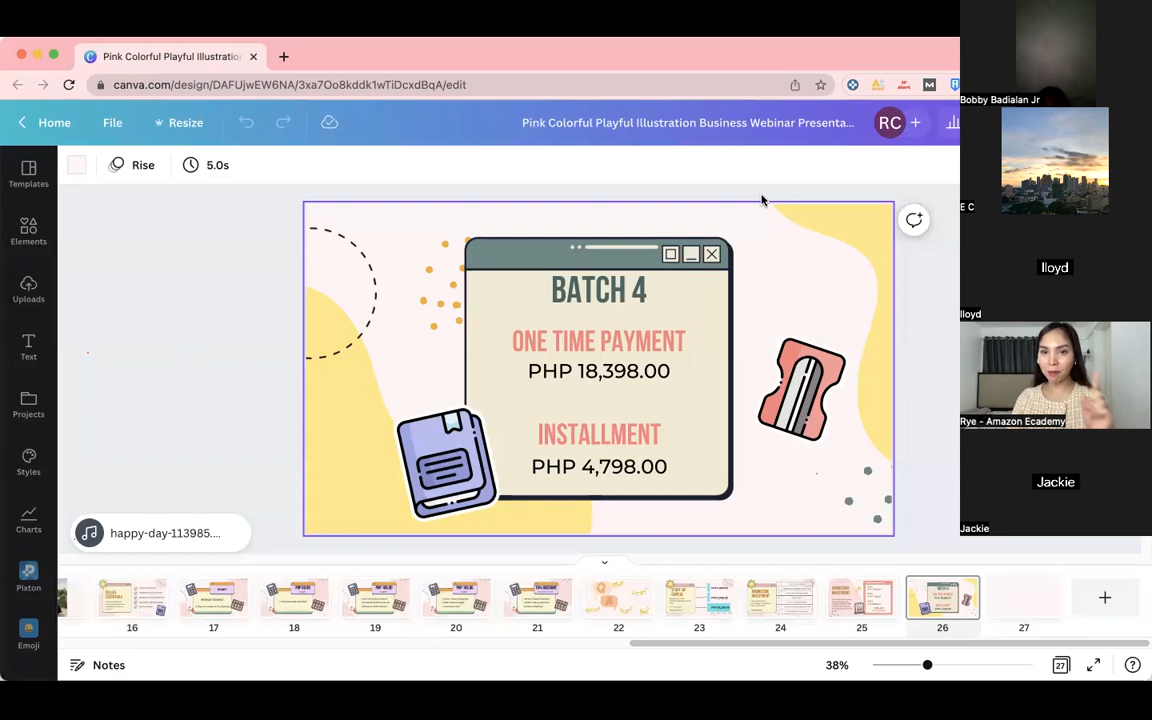 Pink Colorful Playful Illustratio
canva.com/design/DAFUjwEW6NA/3xa7Oo8kddk1wTiDcxdBqA/edit
Home File Resize Pink Colorful Playful Illustration Business Webinar Presenta... RC
Rise 5.0s
Templates
Elements
Uploads
Text
Projects
Styles
Charts
Pixton
Emoji
BATCH 4
ONE TIME PAYMENT
PHP 18,398.00
INSTALLMENT
PHP 4,798.00
happy-day-113985....
16 17 18 19 20 21 22 23 24 25 26 27
Notes
38%
27
Bobby Badialan Jr
E C
lloyd
lloyd
Rye - Amazon Ecademy
Jackie
Jackie